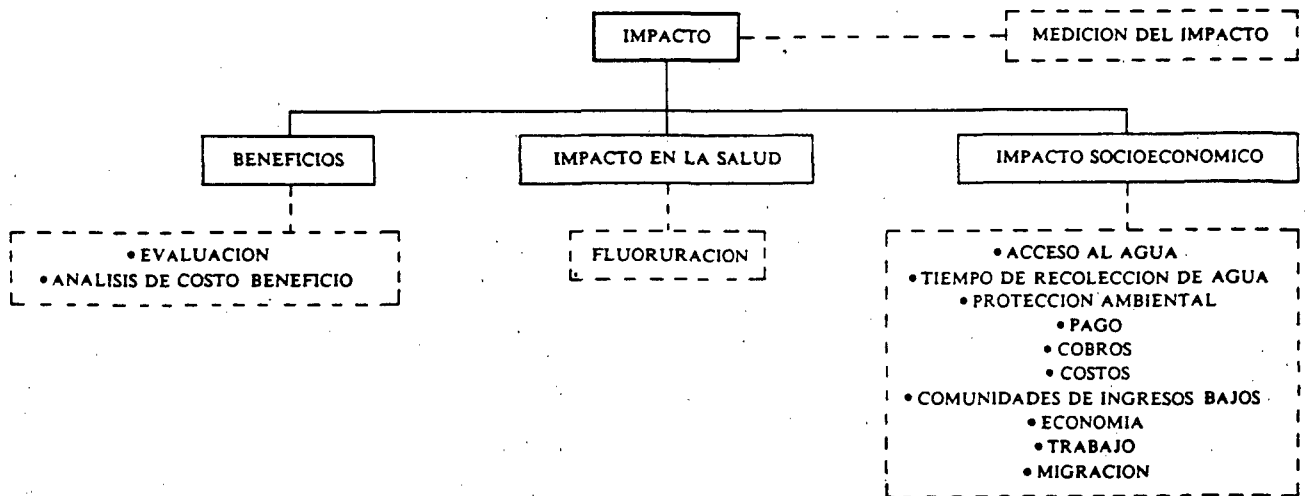 IMPACTO
MEDICION DEL IMPACTO
BENEFICIOS
IMPACTO EN LA SALUD
IMPACTO SOCIOECONOMICO
• EVALUACION
• ANALISIS DE COSTO BENEFICIO
FLUORURACION
• ACCESO AL AGUA
• TIEMPO DE RECOLECCION DE AGUA
• PROTECCION AMBIENTAL
• PAGO
• COBROS
• COSTOS
• COMUNIDADES DE INGRESOS BAJOS
• ECONOMIA
• TRABAJO
• MIGRACION